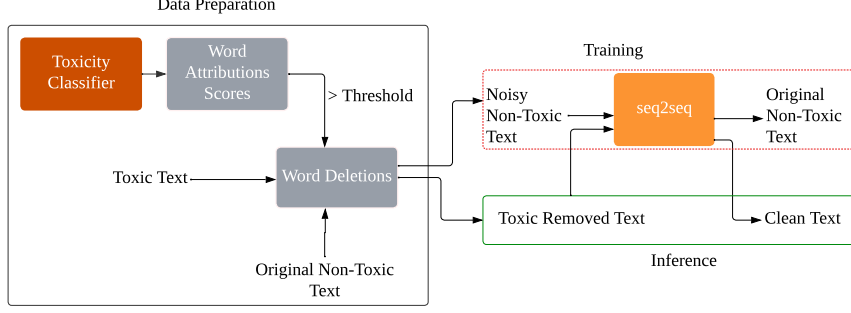 Data Preparation
Toxicity
Classifier
Word
Attributions
Scores
> Threshold
Toxic Text
Word Deletions
Original Non-Toxic
Text
Training
Noisy
Non-Toxic
Text
seq2seq
Original
Non-Toxic
Text
Toxic Removed Text
Clean Text
Inference